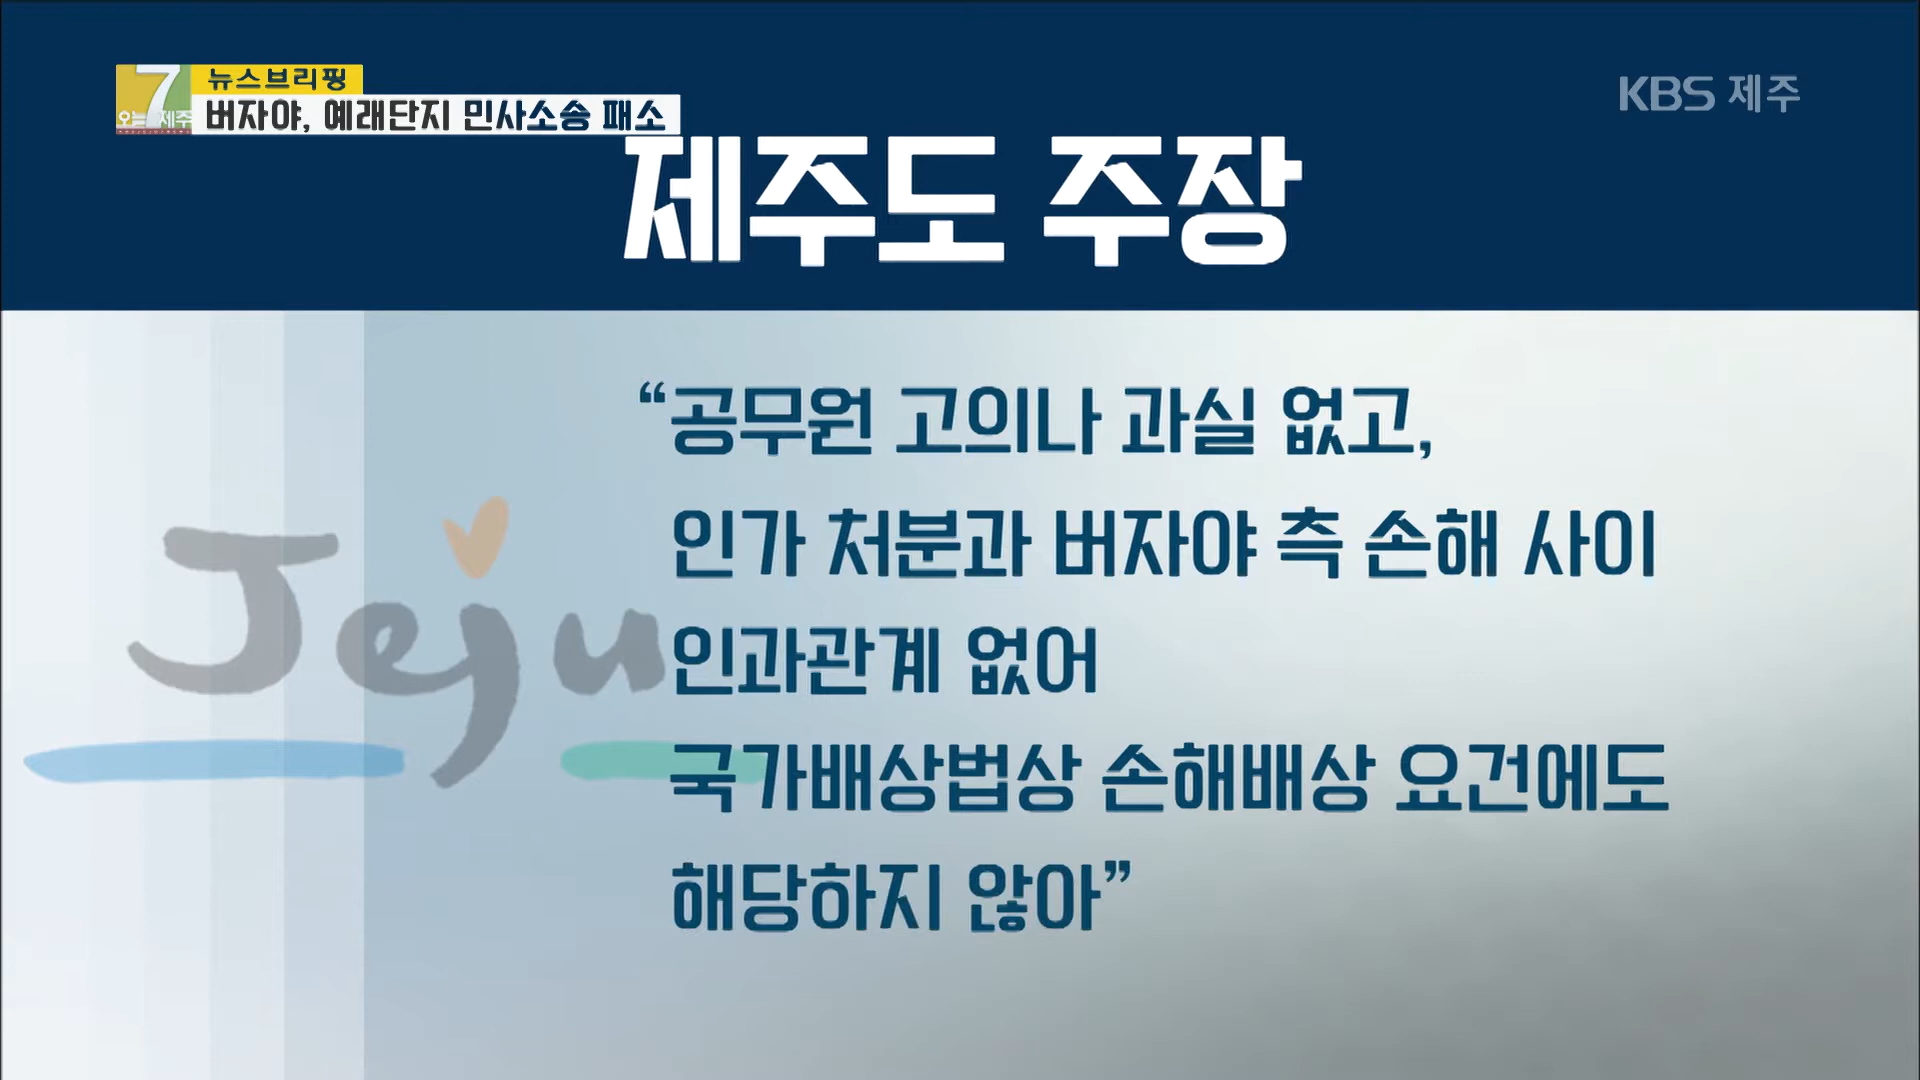 7
오늘 제주
뉴스브리핑
버자야, 예래단지 민사소송 패소
KBS 제주
제주도 주장
“공무원 고의나 과실 없고,
인가 처분과 버자야 측 손해 사이
인과관계 없어
국가배상법상 손해배상 요건에도
해당하지 않아”
Jeju